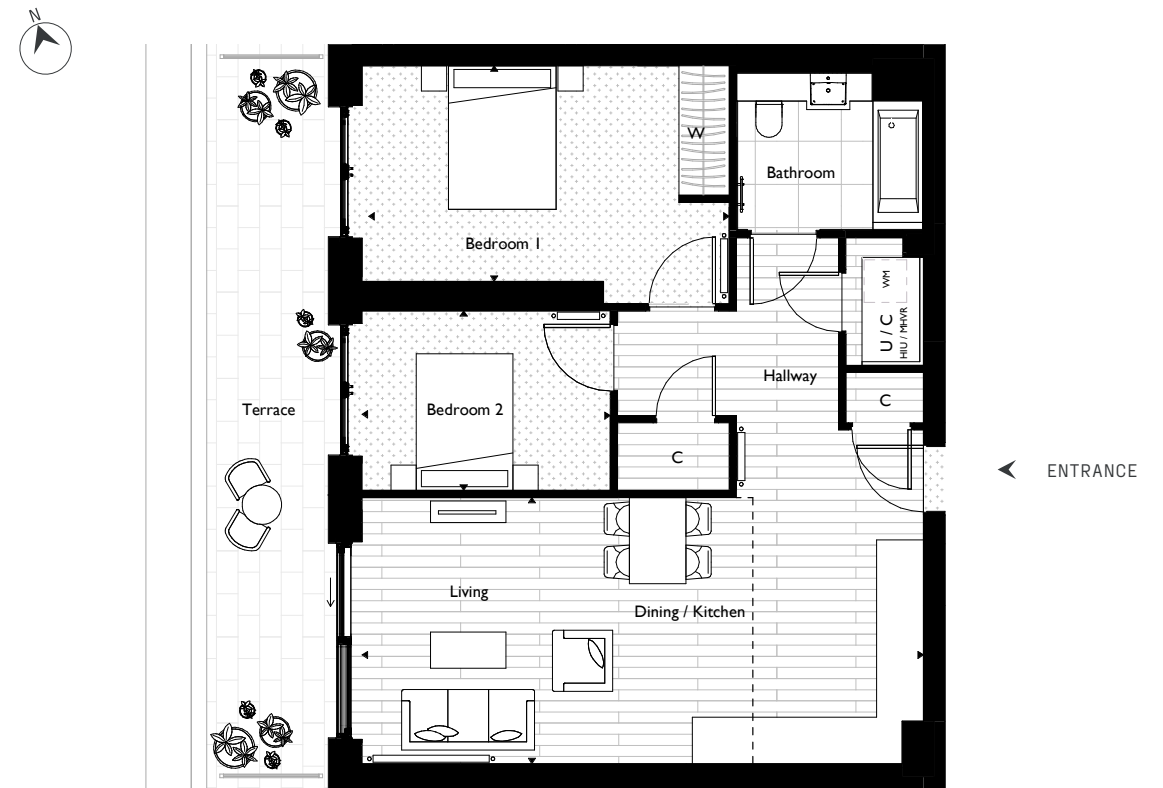 N
W
Bathroom
Bedroom 1
WM
U / C
HIU / MHVR
Hallway
C
Terrace
Bedroom 2
C
ENTRANCE
Living
Dining / Kitchen